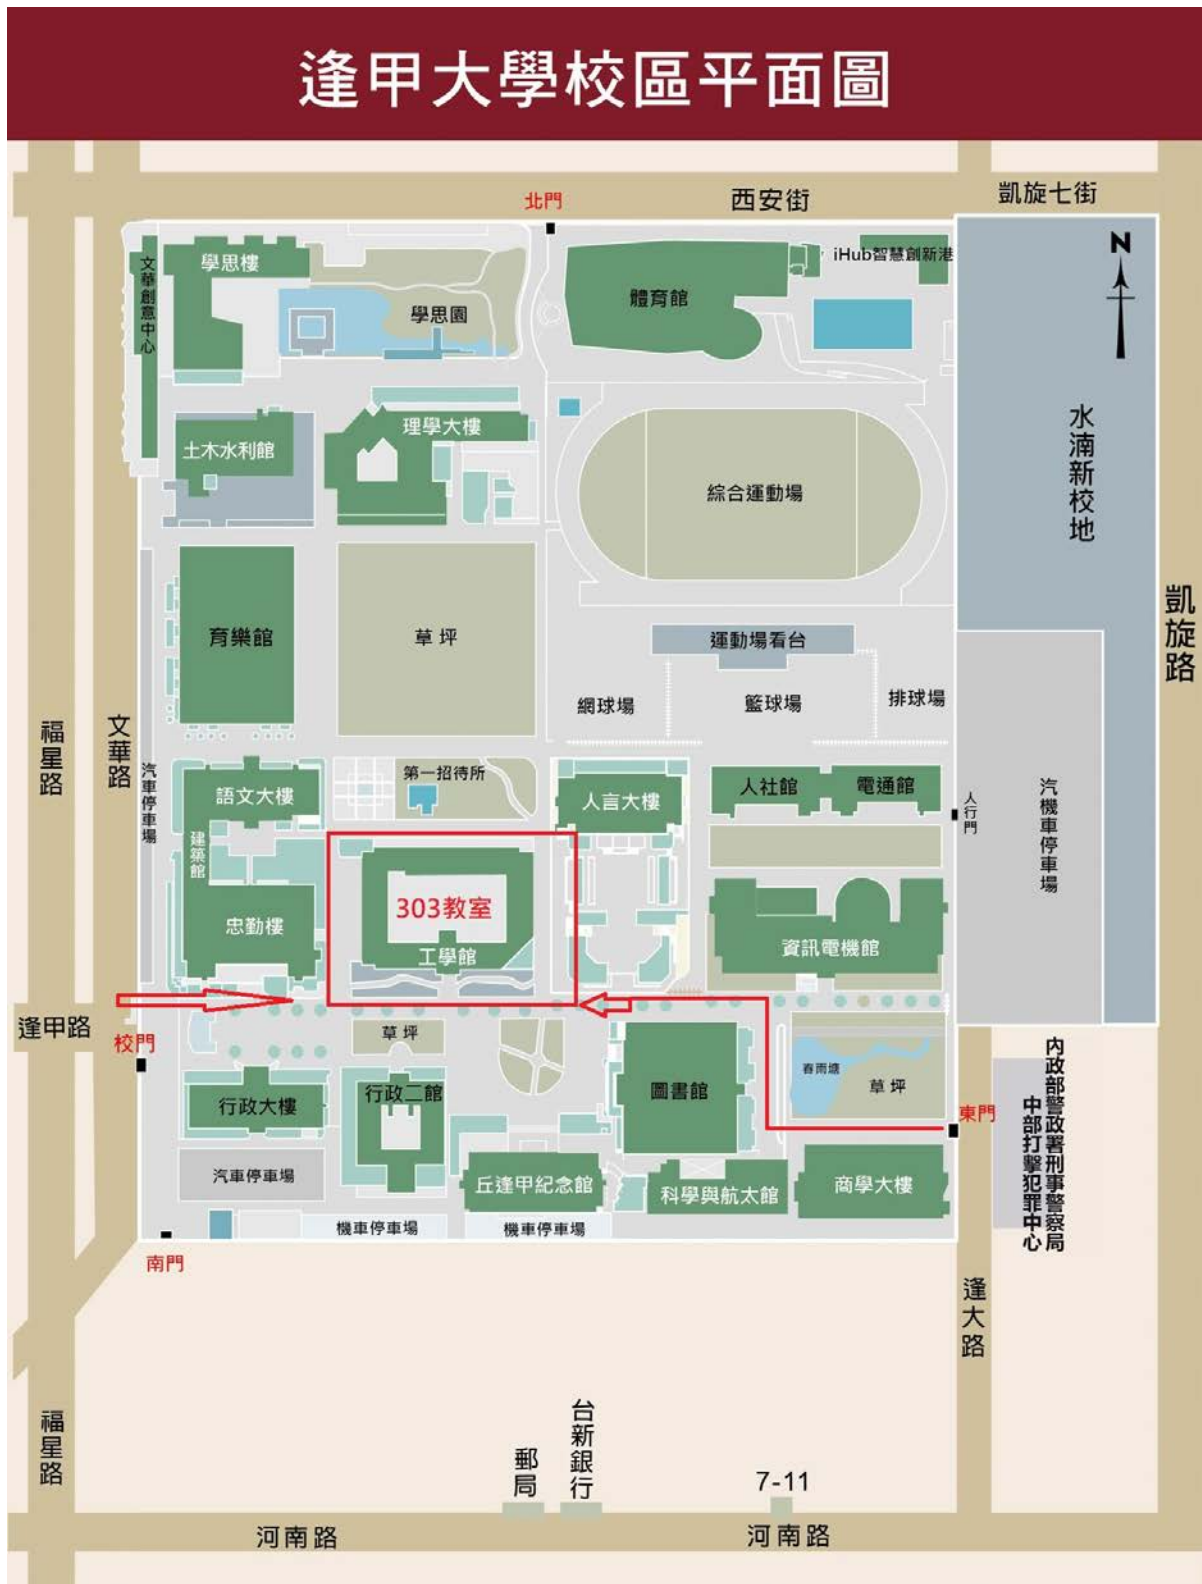 逢甲大學校區平面圖
北門
西安街
凱旋七街
N
文華創意中心
學思樓
學思園
體育館
iHub智慧創新港
水湳新校地
土木水利館
理學大樓
綜合運動場
凱旋路
育樂館
草坪
運動場看台
網球場
籃球場
排球場
福星路
文華路
汽車停車場
語文大樓
第一招待所
人言大樓
人社館
電通館
人行門
汽機車停車場
建築館
忠勤樓
303教室
工學館
資訊電機館
逢甲路
校門
草坪
行政大樓
行政二館
圖書館
春雨塘
草坪
東門
內政部警政署刑事警察局
中部打擊犯罪中心
汽車停車場
丘逢甲紀念館
科學與航太館
商學大樓
機車停車場
機車停車場
南門
逢大路
福星路
郵局
台新銀行
7-11
河南路
河南路